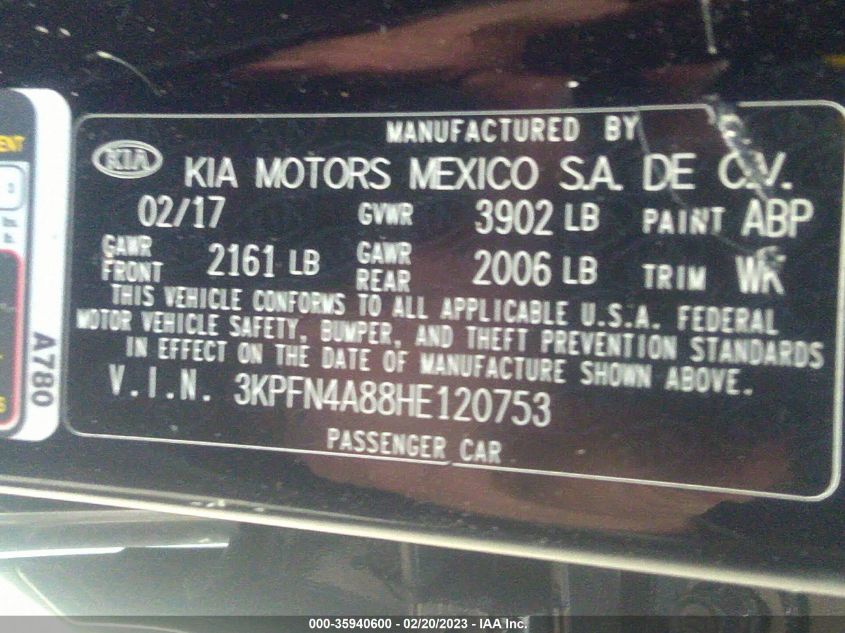 MANUFACTURED BY
KIA KIA MOTORS MEXICO S.A. DE C.V.
02/17 GVWR 3902 LB PAINT ABP
GAWR FRONT 2161 LB GAWR REAR 2006 LB TRIM WK
THIS VEHICLE CONFORMS TO ALL APPLICABLE U.S.A. FEDERAL
MOTOR VEHICLE SAFETY, BUMPER, AND THEFT PREVENTION STANDARDS
IN EFFECT ON THE DATE OF MANUFACTURE SHOWN ABOVE.
V.I.N. 3KPFN4A88HE120753
PASSENGER CAR
A780
000-35940600 - 02/20/2023 - IAA Inc.